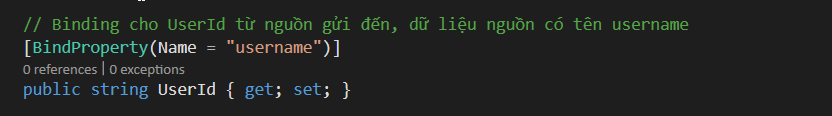 // Binding cho UserId từ nguồn gửi đến, dữ liệu nguồn có tên username
[BindProperty(Name = "username")]
0 references | 0 exceptions
public string UserId { get; set; }